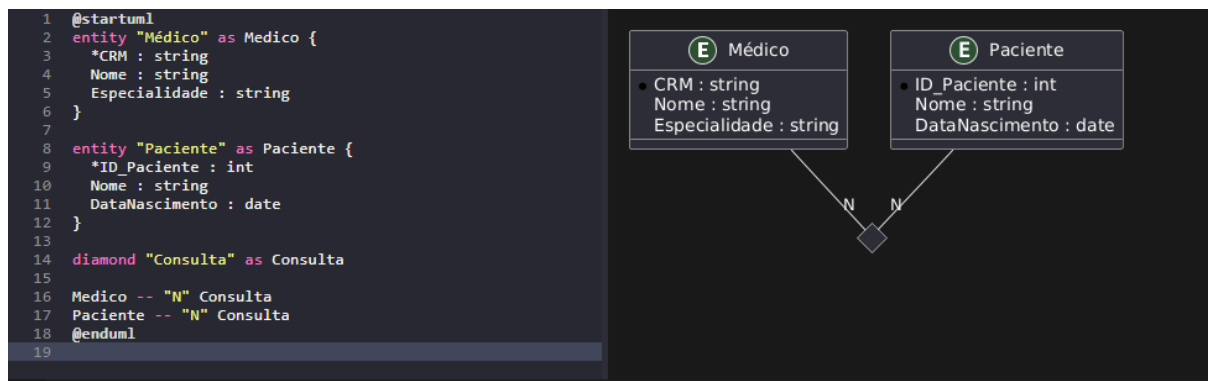 1 @startuml
2 entity "Médico" as Medico {
3 *CRM : string
4 Nome : string
5 Especialidade : string
6 }
7
8 entity "Paciente" as Paciente {
9 *ID_Paciente : int
10 Nome : string
11 DataNascimento : date
12 }
13
14 diamond "Consulta" as Consulta
15
16 Medico -- "N" Consulta
17 Paciente -- "N" Consulta
18 @enduml
19
E Médico
CRM : string
Nome : string
Especialidade : string
E Paciente
ID_Paciente : int
Nome : string
DataNascimento : date
N N